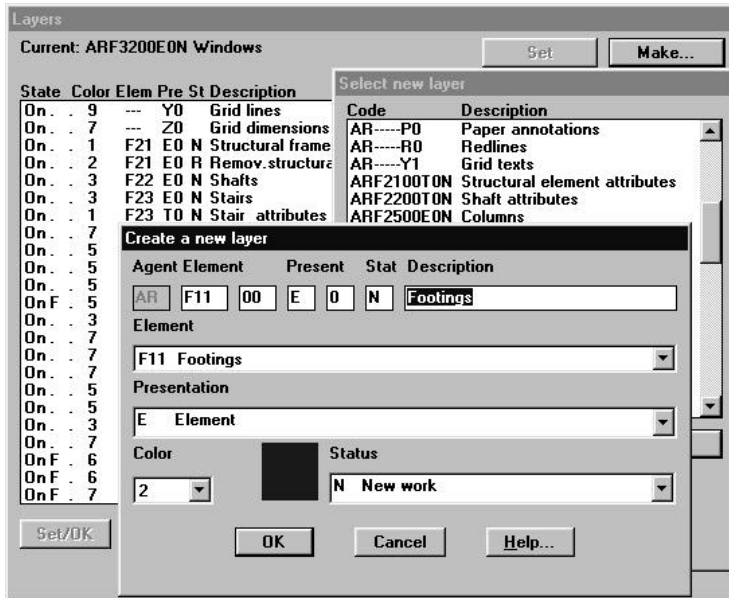 Layers
Current: ARF3200E0N Windows
Set
Make...
State Color Elem Pre St Description
On . . 9 --- Y0 Grid lines
On . . 7 --- Z0 Grid dimensions
On . . 1 F21 E0 N Structural frame
On . . 2 F21 E0 R Remov.structura
On . . 3 F22 E0 N Shafts
On . . 3 F23 E0 N Stairs
On . . 1 F23 T0 N Stair attributes
On . . 7
On . . 5
On . . 5
On . . 5
On F . 5
On . . 3
On . . 7
On . . 7
On . . 7
On . . 5
On . . 5
On . . 3
On . . 7
On F . 6
On F . 6
On F . 7
Set/OK
Select new layer
Code Description
AR-----P0 Paper annotations
AR-----R0 Redlines
AR-----Y1 Grid texts
ARF2100T0N Structural element attributes
ARF2200T0N Shaft attributes
ARF2500E0N Columns
Create a new layer
Agent Element Present Stat Description
AR F11 00 E 0 N Footings
Element
F11 Footings
Presentation
E Element
Color Status
2 N New work
OK Cancel Help...